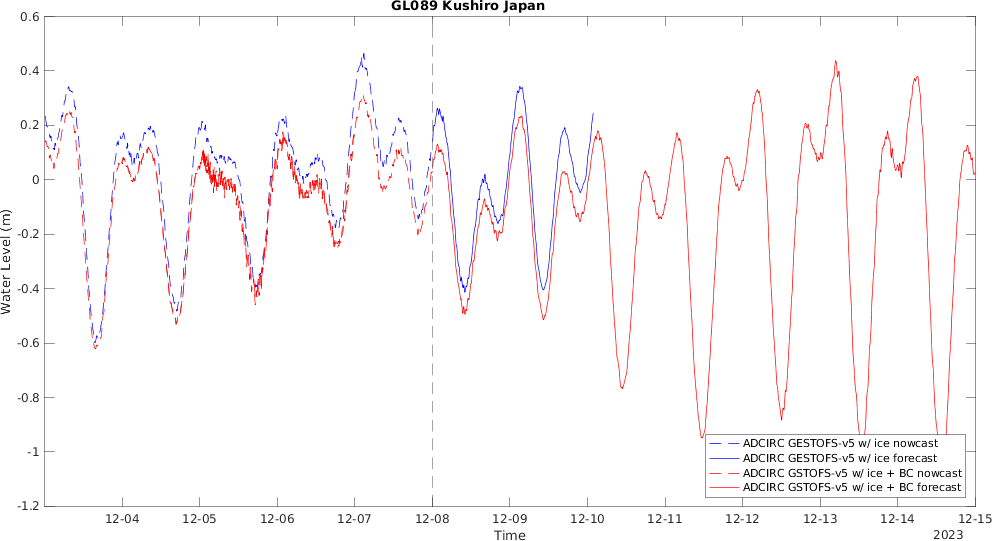 GL089 Kushiro Japan
0.6
0.4
0.2
0
-0.2
-0.4
-0.6
-0.8
-1
-1.2
Water Level (m)
ADCIRC GESTOFS-v5 w/ ice nowcast
ADCIRC GESTOFS-v5 w/ ice forecast
ADCIRC GSTOFS-v5 w/ ice + BC nowcast
ADCIRC GSTOFS-v5 w/ ice + BC forecast
12-04 12-05 12-06 12-07 12-08 12-09 12-10 12-11 12-12 12-13 12-14 12-15
Time
2023